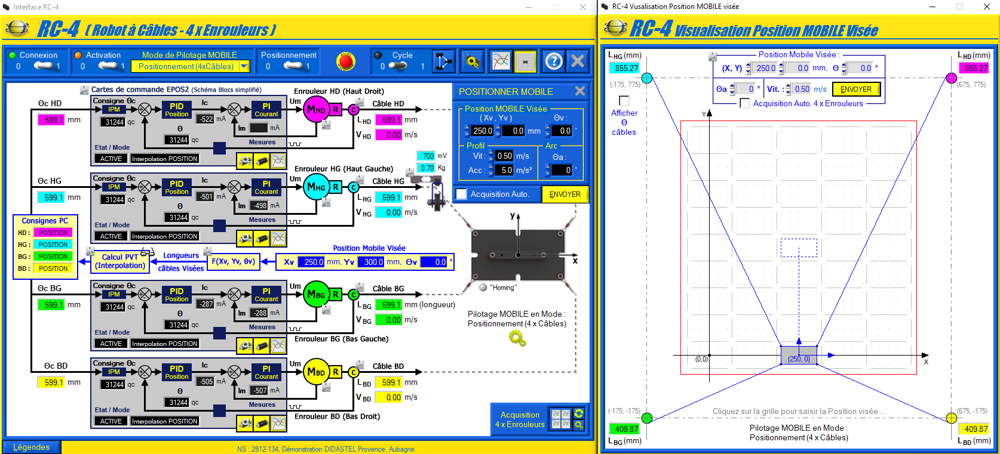 Interface RC-4
RC-4 ( Robot à Câbles - 4 x Enrouleurs )
Connexion
0 1
Activation
0 1
Mode de Pilotage MOBILE
Positionnement (4xCâbles)
Positionnement
0 1
Arrêt
Cycle
0 1
Cartes de commande EPOS2 (Schéma Blocs simplifié)
Enrouleur HD (Haut Droit)
Θc HD
599.1 mm
Consigne Θc
IPM
31244 qc
PID
Position
Ic
-522 mA
PI
Courant
Um
MHD R C
Câble HD
LHD 599.1 mm
VHD 0.00 m/s
Θ
31244 qc
Im mA
Mesures
Etat / Mode
ACTIVE Interpolation POSITION
Enrouleur HG (Haut Gauche)
Θc HG
599.1 mm
Consigne Θc
IPM
31244 qc
PID
Position
Ic
-501 mA
PI
Courant
Um
MHG R C
Câble HG
LHG 599.1 mm
VHG 0.00 m/s
Θ
31244 qc
Im -498 mA
Mesures
Etat / Mode
ACTIVE Interpolation POSITION
700 mV
0.70 Kg
Consignes PC
HD : POSITION
HG : POSITION
BG : POSITION
BD : POSITION
Calcul PVT
(Interpolation)
Longueurs
câbles Visées
F(Xv, Yv, θv)
Position Mobile Visée
Xv 250.0 mm, Yv 300.0 mm, Θv 0.0 °
Θc BG
599.1 mm
Consigne Θc
IPM
31244 qc
PID
Position
Ic
-287 mA
PI
Courant
Um
MBG R C
Câble BG
LBG 599.1 mm (longueur)
VBG 0.00 m/s
Θ
31244 qc
Im -288 mA
Mesures
Etat / Mode
ACTIVE Interpolation POSITION
Enrouleur BG (Bas Gauche)
Θc BD
599.1 mm
Consigne Θc
IPM
31244 qc
PID
Position
Ic
-505 mA
PI
Courant
Um
MBD R C
Câble BD
LBD 599.1 mm
VBD 0.00 m/s
Θ
31244 qc
Im -507 mA
Mesures
Etat / Mode
ACTIVE Interpolation POSITION
Enrouleur BD (Bas Droit)
POSITIONNER MOBILE
Position MOBILE Visée
( Xv , Yv ) Θv :
250.0 0.0 mm 0.0 °
Profil Arc
Vit : 0.50 m/s Θa :
Acc : 5.0 m/s² 0 °
Acquisition Auto. ENVOYER
y
x
"Homing"
Pilotage MOBILE en Mode :
Positionnement (4 x Câbles)
Acquisition
4 x Enrouleurs
Légendes
NS : 2912-134, Démonstration DIDASTEL Provence, Aubagne.
RC-4 Vusalisation Position MOBILE visée
RC-4 Visualisation Position MOBILE Visée
LHG (mm)
855.27
(-175, 775)
Position Mobile Visée :
(X, Y) 250.0 0.0 mm, Θ 0.0 °
Θa 0 ° Vit. : 0.50 m/s ENVOYER
Acquisition Auto. 4 x Enrouleurs
LHD (mm)
855.27
(675, 775)
Afficher
Θ
câbles
Y
(0,0)
(250, 0)
X
(-175, -175)
Cliquez sur la grille pour saisir la Position visée ...
(675, -175)
409.87
LBG (mm)
Pilotage MOBILE en Mode :
Positionnement (4 x Câbles)
409.87
LBD (mm)